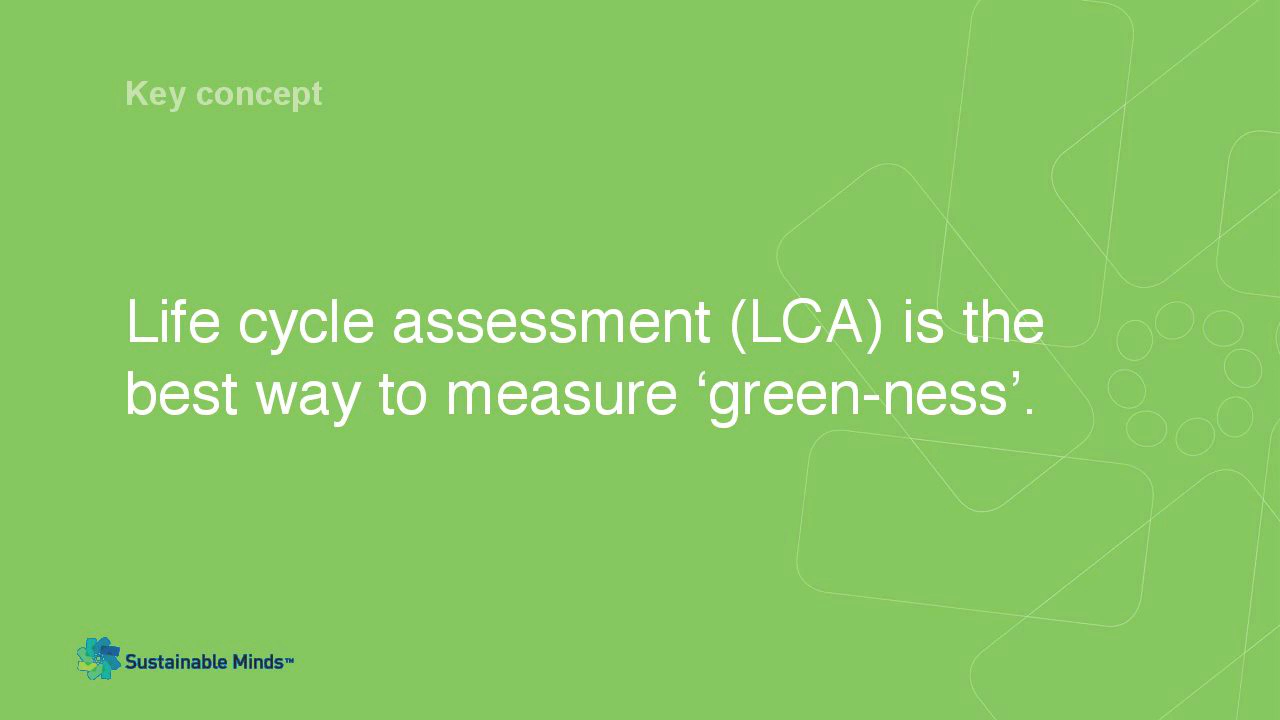 Key concept
Life cycle assessment (LCA) is the
best way to measure ‘green-ness’.
Sustainable Minds™